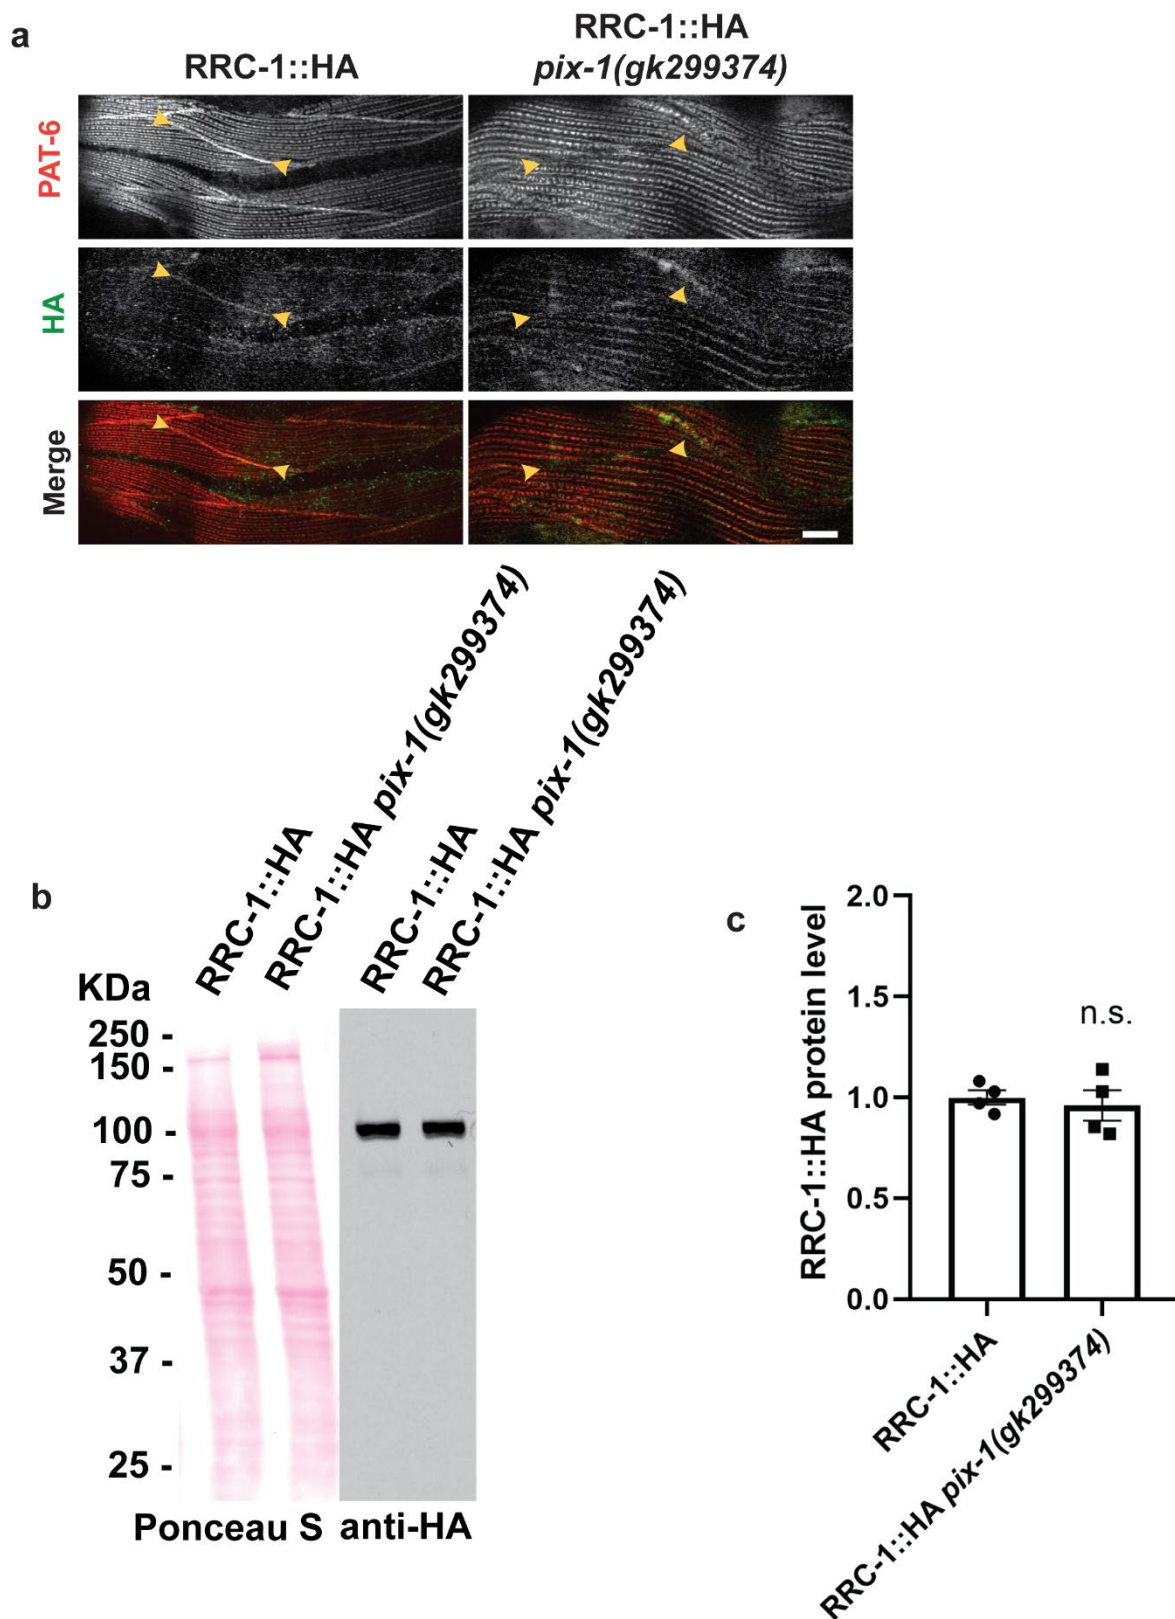 a
RRC-1::HA
RRC-1::HA
pix-1(gk299374)
PAT-6
HA
Merge
b
RRC-1::HA
RRC-1::HA pix-1(gk299374)
RRC-1::HA
RRC-1::HA pix-1(gk299374)
KDa
250 -
150 -
100 -
75 -
50 -
37 -
25 -
Ponceau S
anti-HA
c
RRC-1::HA protein level
2.0
1.5
1.0
0.5
0.0
n.s.
RRC-1::HA
RRC-1::HA pix-1(gk299374)